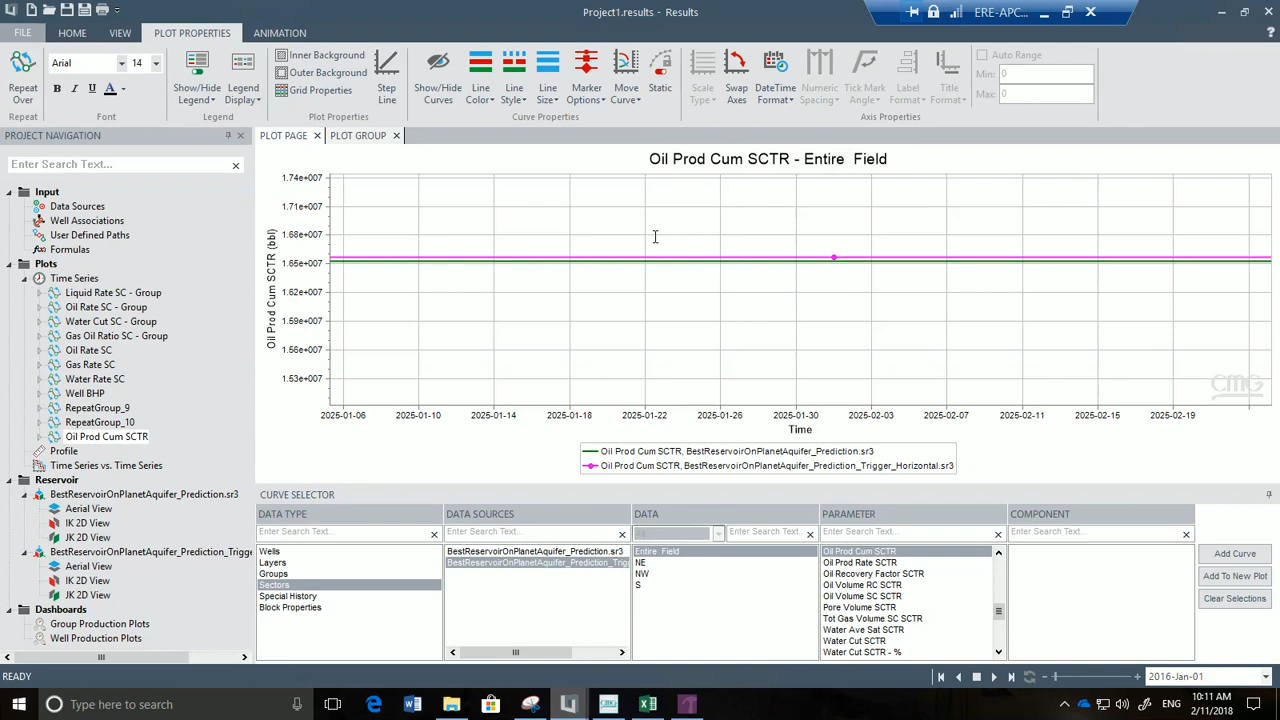 Project1.results - Results
ERE-APC...
FILE
HOME
VIEW
PLOT PROPERTIES
ANIMATION
Repeat Over
Repeat
Arial
14
B I U A
Font
Show/Hide Legend
Legend Display
Legend
Inner Background
Outer Background
Grid Properties
Plot Properties
Step Line
Show/Hide Curves
Line Color
Line Style
Line Size
Marker Options
Move Curve
Static
Curve Properties
Scale Type
Swap Axes
DateTime Format
Numeric Spacing
Tick Mark Angle
Label Format
Title Format
Auto Range
Min: 0
Max: 0
Axis Properties
PROJECT NAVIGATION
Enter Search Text...
Input
Data Sources
Well Associations
User Defined Paths
Formulas
Plots
Time Series
Liquid Rate SC - Group
Oil Rate SC - Group
Water Cut SC - Group
Gas Oil Ratio SC - Group
Oil Rate SC
Gas Rate SC
Water Rate SC
Well BHP
RepeatGroup_9
RepeatGroup_10
Oil Prod Cum SCTR
Profile
Time Series vs. Time Series
Reservoir
BestReservoirOnPlanetAquifer_Prediction.sr3
Aerial View
IK 2D View
IK 2D View
BestReservoirOnPlanetAquifer_Prediction_Trigge
Aerial View
IK 2D View
IK 2D View
Dashboards
Group Production Plots
Well Production Plots
PLOT PAGE
PLOT GROUP
Oil Prod Cum SCTR - Entire Field
Oil Prod Cum SCTR (bbl)
1.74e+007
1.71e+007
1.68e+007
1.65e+007
1.62e+007
1.59e+007
1.56e+007
1.53e+007
CMG
2025-01-06 2025-01-10 2025-01-14 2025-01-18 2025-01-22 2025-01-26 2025-01-30 2025-02-03 2025-02-07 2025-02-11 2025-02-15 2025-02-19
Time
Oil Prod Cum SCTR, BestReservoirOnPlanetAquifer_Prediction.sr3
Oil Prod Cum SCTR, BestReservoirOnPlanetAquifer_Prediction_Trigger_Horizontal.sr3
CURVE SELECTOR
DATA TYPE
Enter Search Text...
Wells
Layers
Groups
Sectors
Special History
Block Properties
DATA SOURCES
Enter Search Text...
BestReservoirOnPlanetAquifer_Prediction.sr3
BestReservoirOnPlanetAquifer_Prediction_Trigg
DATA
Enter Search Text...
Entire Field
NE
NW
S
PARAMETER
Enter Search Text...
Oil Prod Cum SCTR
Oil Prod Rate SCTR
Oil Recovery Factor SCTR
Oil Volume RC SCTR
Oil Volume SC SCTR
Pore Volume SCTR
Tot Gas Volume SC SCTR
Water Ave Sat SCTR
Water Cut SCTR
Water Cut SCTR - %
COMPONENT
Enter Search Text...
Add Curve
Add To New Plot
Clear Selections
READY
2016-Jan-01
Type here to search
ENG
10:11 AM
2/11/2018